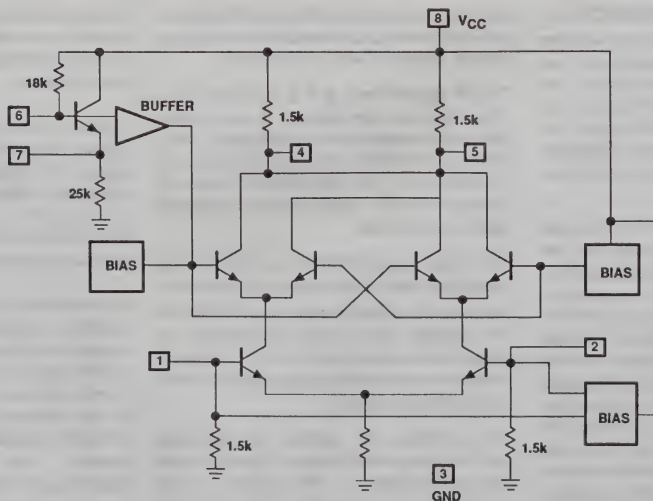 8 VCC
18k
BUFFER
6
1.5k
1.5k
7
4
5
25k
BIAS
BIAS
1
2
BIAS
1.5k
1.5k
3
GND